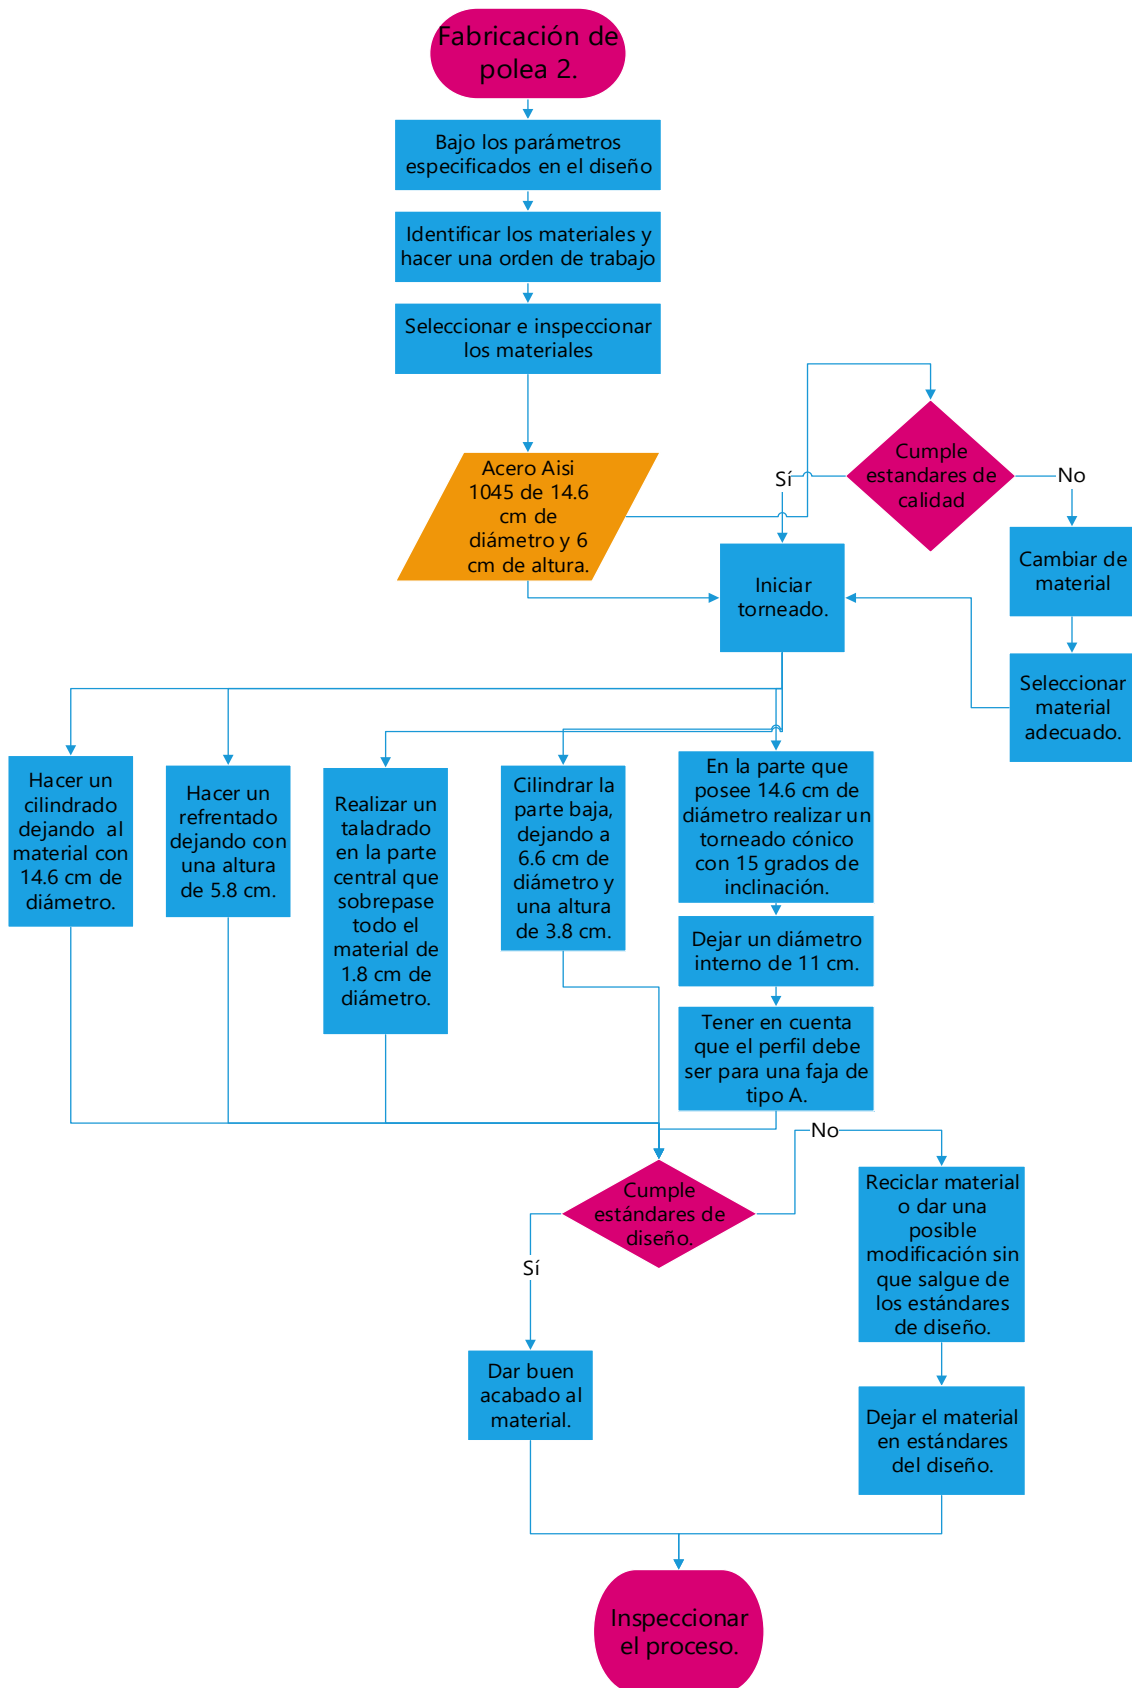 Fabricación de
polea 2.
Bajo los parámetros
especificados en el diseño
Identificar los materiales y
hacer una orden de trabajo
Seleccionar e inspeccionar
los materiales
Acero Aisi
1045 de 14.6
cm de
diámetro y 6
cm de altura.
Cumple
estandares de
calidad
Sí
No
Cambiar de
material
Iniciar
torneado.
Seleccionar
material
adecuado.
Hacer un
cilindrado
dejando al
material con
14.6 cm de
diámetro.
Hacer un
refrentado
dejando con
una altura
de 5.8 cm.
Realizar un
taladrado
en la parte
central que
sobrepase
todo el
material de
1.8 cm de
diámetro.
Cilindrar la
parte baja,
dejando a
6.6 cm de
diámetro y
una altura
de 3.8 cm.
En la parte que
posee 14.6 cm de
diámetro realizar un
torneado cónico
con 15 grados de
inclinación.
Dejar un diámetro
interno de 11 cm.
Tener en cuenta
que el perfil debe
ser para una faja de
tipo A.
Cumple
estándares de
diseño.
No
Sí
Reciclar material
o dar una
posible
modificación sin
que salgue de
los estándares
de diseño.
Dar buen
acabado al
material.
Dejar el material
en estándares
del diseño.
Inspeccionar
el proceso.